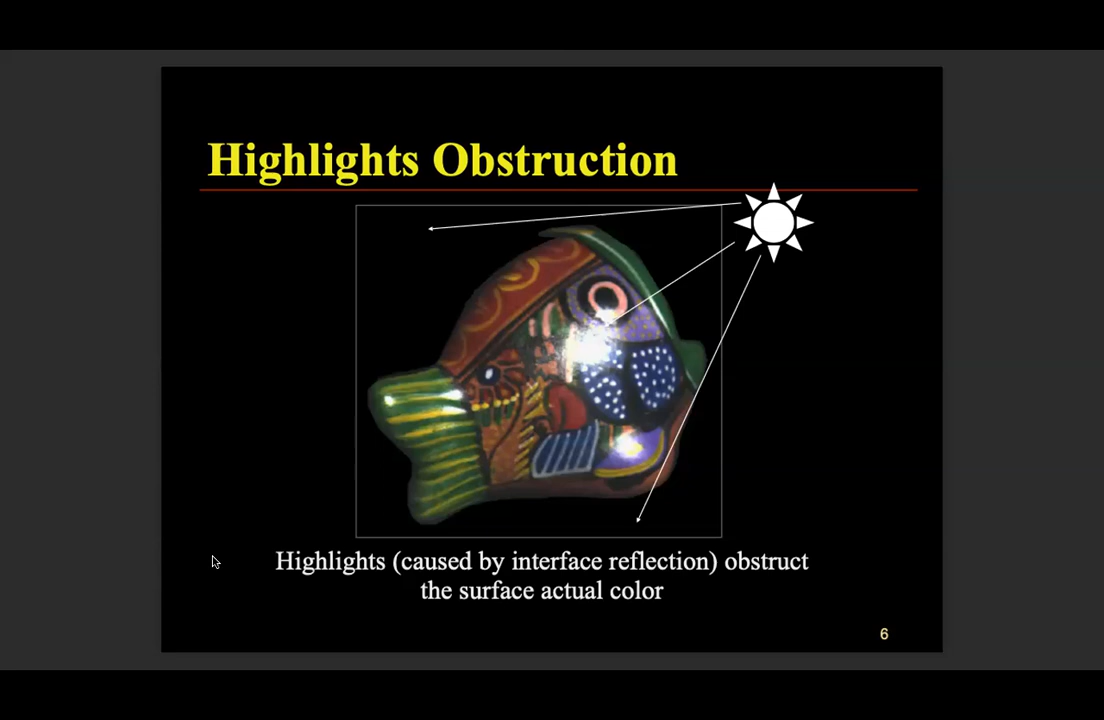 Highlights Obstruction
Highlights (caused by interface reflection) obstruct
the surface actual color
6